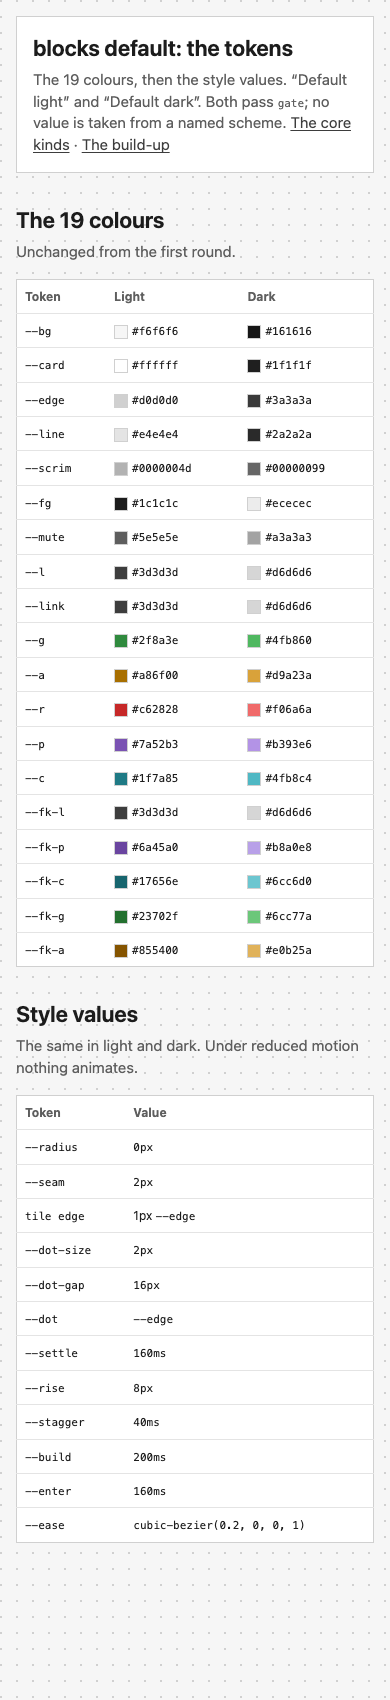 blocks default: the tokens
The 19 colours, then the style values. “Default
light” and “Default dark”. Both pass gate; no
value is taken from a named scheme. The core
kinds · The build-up
The 19 colours
Unchanged from the first round.
Token Light Dark
--bg #f6f6f6 #161616
--card #ffffff #1f1f1f
--edge #d0d0d0 #3a3a3a
--line #e4e4e4 #2a2a2a
--scrim #0000004d #00000099
--fg #1c1c1c #ececec
--mute #5e5e5e #a3a3a3
--l #3d3d3d #d6d6d6
--link #3d3d3d #d6d6d6
--g #2f8a3e #4fb860
--a #a86f00 #d9a23a
--r #c62828 #f06a6a
--p #7a52b3 #b393e6
--c #1f7a85 #4fb8c4
--fk-l #3d3d3d #d6d6d6
--fk-p #6a45a0 #b8a0e8
--fk-c #17656e #6cc6d0
--fk-g #23702f #6cc77a
--fk-a #855400 #e0b25a
Style values
The same in light and dark. Under reduced motion
nothing animates.
Token Value
--radius 0px
--seam 2px
tile edge 1px --edge
--dot-size 2px
--dot-gap 16px
--dot --edge
--settle 160ms
--rise 8px
--stagger 40ms
--build 200ms
--enter 160ms
--ease cubic-bezier(0.2, 0, 0, 1)